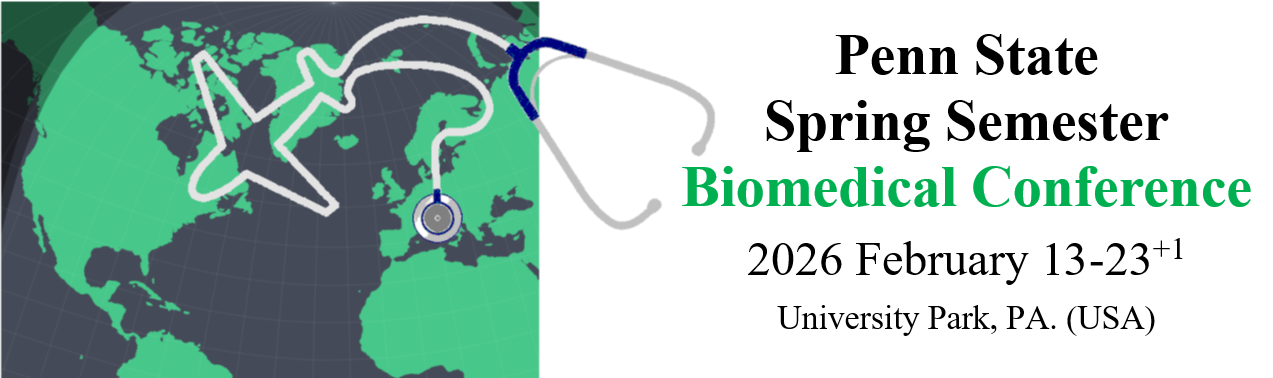 Penn State
Spring Semester
Biomedical Conference
2026 February 13-23⁺¹
University Park, PA. (USA)